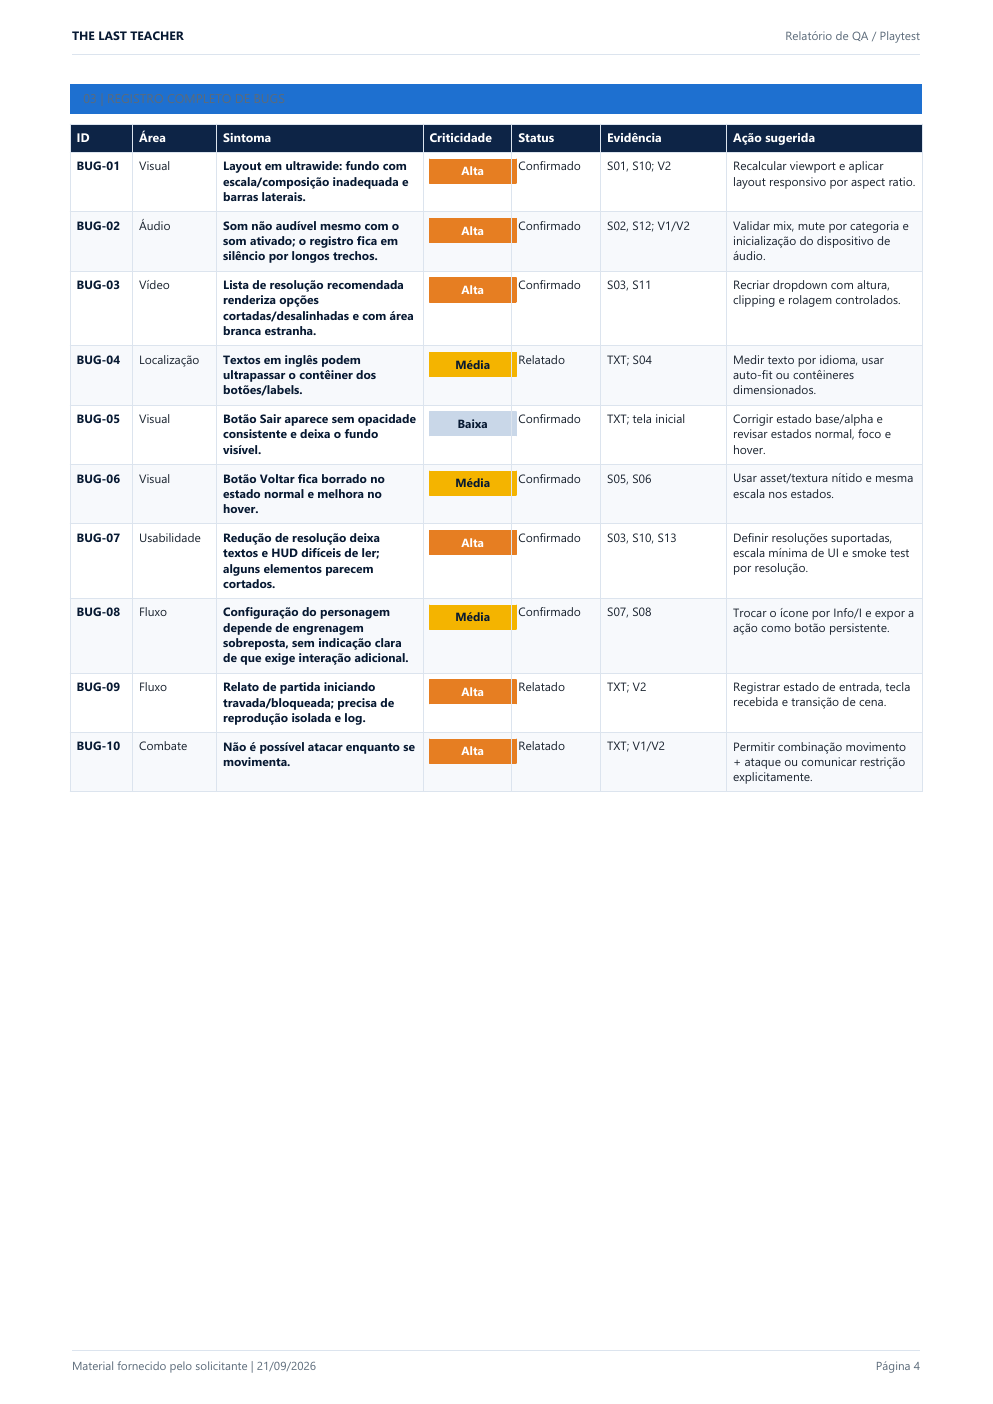 THE LAST TEACHER
Relatório de QA / Playtest
03 | REGISTRO COMPLETO DE BUGS
ID Área Sintoma Criticidade Status Evidência Ação sugerida
BUG-01 Visual Layout em ultrawide: fundo com Alta Confirmado S01, S10; V2 Recalcular viewport e aplicar
escala/composição inadequada e layout responsivo por aspect ratio.
barras laterais.
BUG-02 Áudio Som não audível mesmo com o Alta Confirmado S02, S12; V1/V2 Validar mix, mute por categoria e
som ativado; o registro fica em inicialização do dispositivo de
silêncio por longos trechos. áudio.
BUG-03 Vídeo Lista de resolução recomendada Alta Confirmado S03, S11 Recriar dropdown com altura,
renderiza opções clipping e rolagem controlados.
cortadas/desalinhadas e com área
branca estranha.
BUG-04 Localização Textos em inglês podem Média Relatado TXT; S04 Medir texto por idioma, usar
ultrapassar o contêiner dos auto-fit ou contêineres
botões/labels. dimensionados.
BUG-05 Visual Botão Sair aparece sem opacidade Baixa Confirmado TXT; tela inicial Corrigir estado base/alpha e
consistente e deixa o fundo revisar estados normal, foco e
visível. hover.
BUG-06 Visual Botão Voltar fica borrado no Média Confirmado S05, S06 Usar asset/textura nítido e mesma
estado normal e melhora no escala nos estados.
hover.
BUG-07 Usabilidade Redução de resolução deixa Alta Confirmado S03, S10, S13 Definir resoluções suportadas,
textos e HUD difíceis de ler; escala mínima de UI e smoke test
alguns elementos parecem por resolução.
cortados.
BUG-08 Fluxo Configuração do personagem Média Confirmado S07, S08 Trocar o ícone por Info/I e expor a
depende de engrenagem ação como botão persistente.
sobreposta, sem indicação clara
de que exige interação adicional.
BUG-09 Fluxo Relato de partida iniciando Alta Relatado TXT; V2 Registrar estado de entrada, tecla
travada/bloqueada; precisa de recebida e transição de cena.
reprodução isolada e log.
BUG-10 Combate Não é possível atacar enquanto se Alta Relatado TXT; V1/V2 Permitir combinação movimento
movimenta. + ataque ou comunicar restrição
explicitamente.
Material fornecido pelo solicitante | 21/09/2026
Página 4